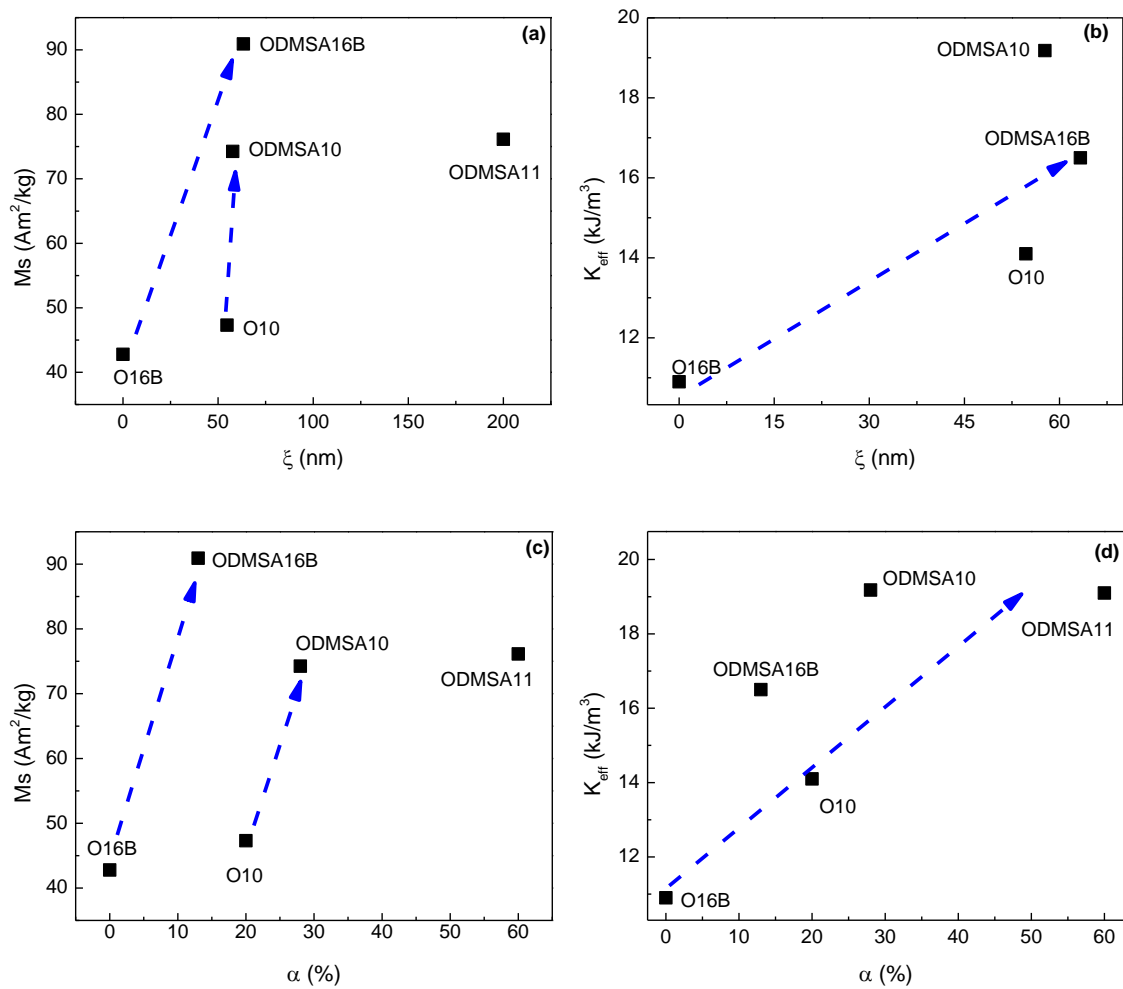 (a)
90
80
70
60
50
40
Ms (Am²/kg)
ODMSA16B
ODMSA10
ODMSA11
O10
O16B
0 50 100 150 200
ξ (nm)
(b)
20
18
16
14
12
K_eff (kJ/m³)
ODMSA10
ODMSA16B
O10
O16B
0 15 30 45 60
ξ (nm)
(c)
90
80
70
60
50
40
Ms (Am²/kg)
ODMSA16B
ODMSA10
ODMSA11
O16B
O10
0 10 20 30 40 50 60
α (%)
(d)
20
18
16
14
12
K_eff (kJ/m³)
ODMSA10
ODMSA11
ODMSA16B
O10
O16B
0 10 20 30 40 50 60
α (%)